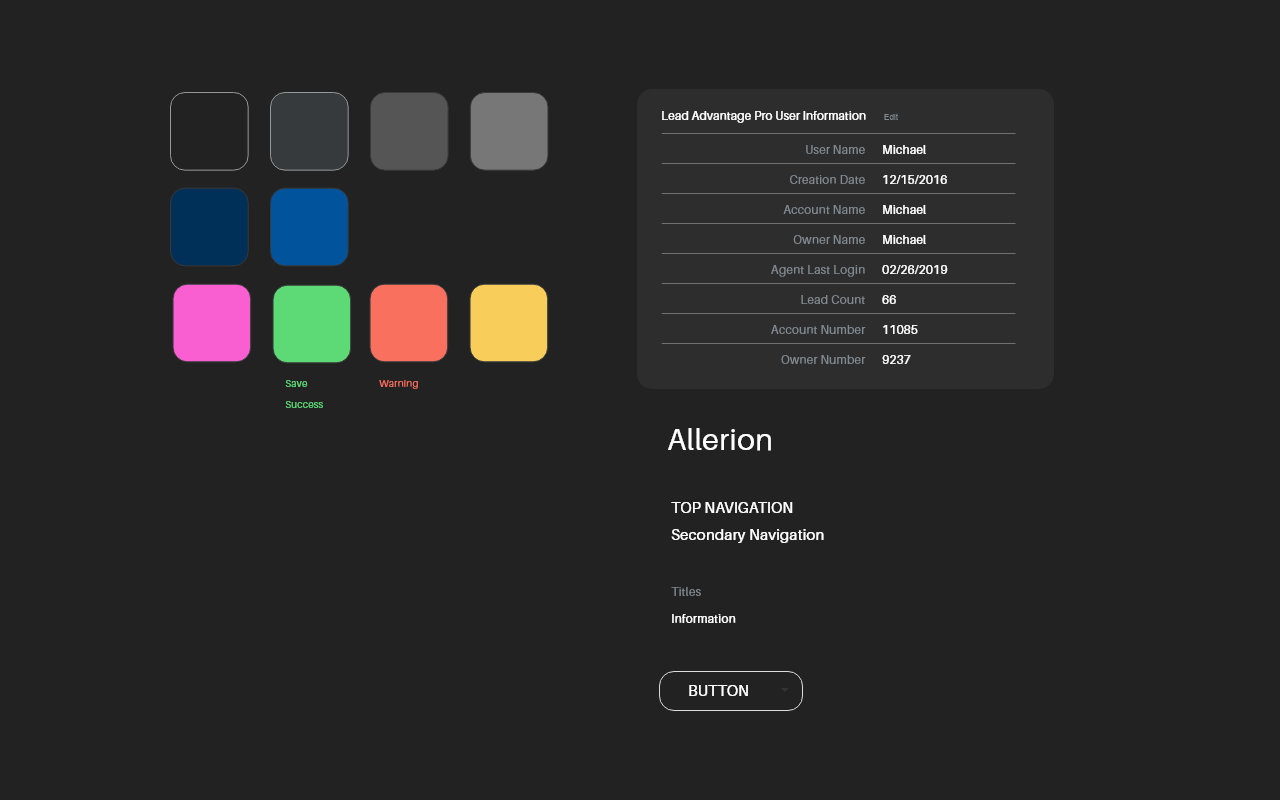 Save
Success
Warning
Lead Advantage Pro User Information Edit
User Name Michael
Creation Date 12/15/2016
Account Name Michael
Owner Name Michael
Agent Last Login 02/26/2019
Lead Count 66
Account Number 11085
Owner Number 9237
Allerion
TOP NAVIGATION
Secondary Navigation
Titles
Information
BUTTON